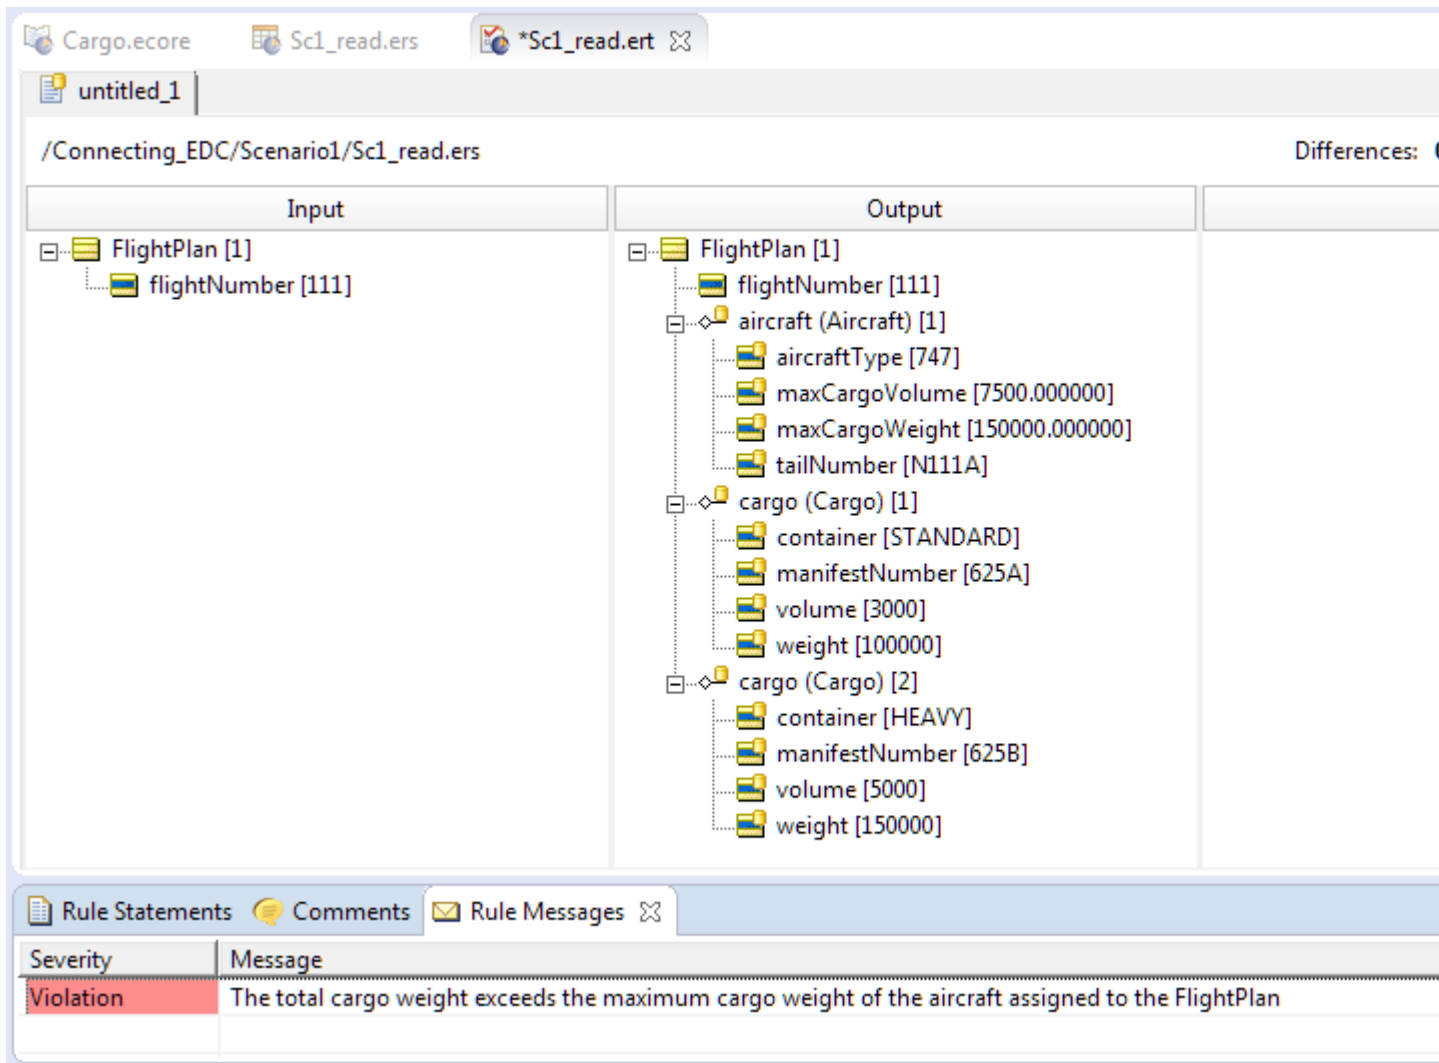 Cargo.ecore Sc1_read.ers *Sc1_read.ert
untitled_1
/Connecting_EDC/Scenario1/Sc1_read.ers Differences:
Input Output
FlightPlan [1]
flightNumber [111]
FlightPlan [1]
flightNumber [111]
aircraft (Aircraft) [1]
aircraftType [747]
maxCargoVolume [7500.000000]
maxCargoWeight [150000.000000]
tailNumber [N111A]
cargo (Cargo) [1]
container [STANDARD]
manifestNumber [625A]
volume [3000]
weight [100000]
cargo (Cargo) [2]
container [HEAVY]
manifestNumber [625B]
volume [5000]
weight [150000]
Rule Statements Comments Rule Messages
Severity Message
Violation The total cargo weight exceeds the maximum cargo weight of the aircraft assigned to the FlightPlan